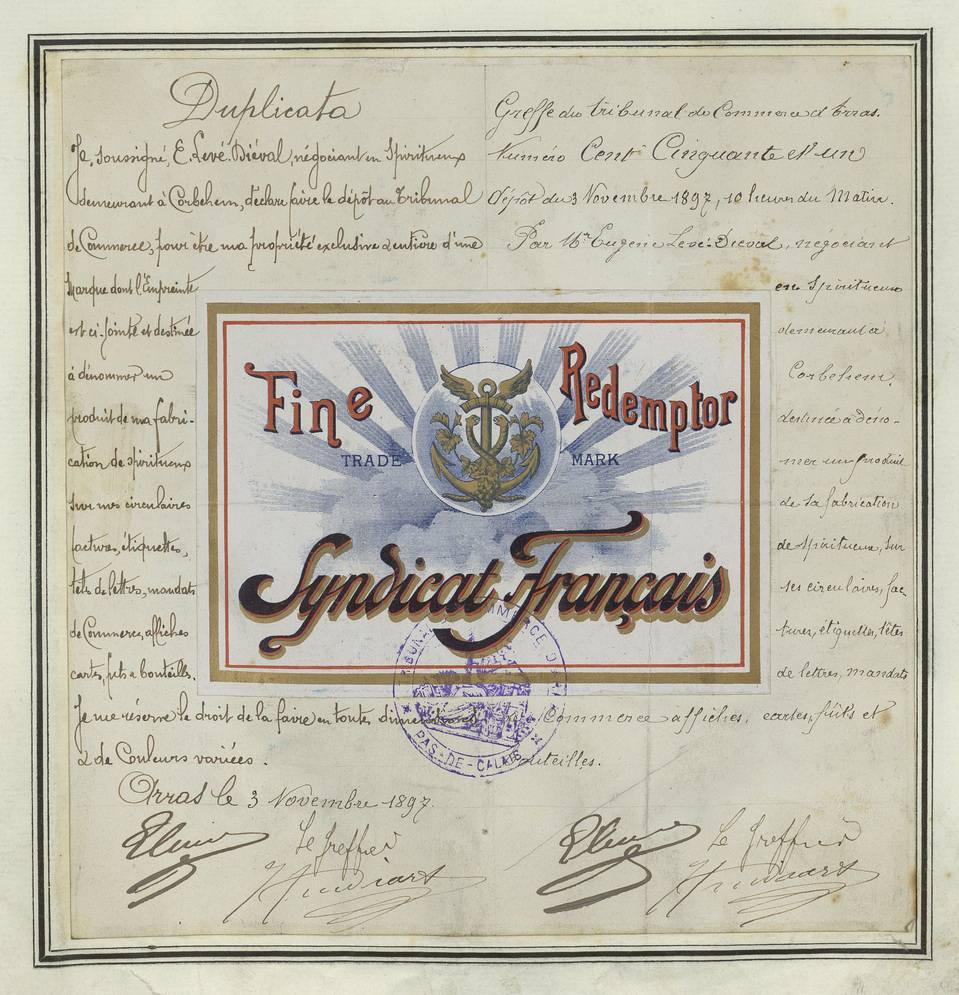 Duplicata
Je, soussigné, E. Levé-Diéval, négociant en Spiritueux
demeurant à Corbehem, déclare faire le dépôt au Tribunal
de Commerce, pour être ma propriété exclusive & entière d'une
Marque dont l'Empreinte
est ci-jointe et destinée
à dénommer un
produit de ma fabri-
cation de spiritueux
sur mes circulaires
factures, étiquettes,
têtes de lettres, mandats
de Commerce, affiches
cartes, fûts & bouteilles.
Je me réserve le droit de la faire en toutes dimensions
& de Couleurs variées.
Arras le 3 Novembre 1897.
Le Greffier
Greffe du tribunal de Commerce d'Arras.
Numéro Cent Cinquante et un
Dépôt du 3 Novembre 1897, 10 heures du Matin.
Par Mr Eugène Levé-Dieval, négociant
en Spiritueux
demeurant à
Corbehem.
destinée à déno-
mer un produit
de sa fabrication
de Spiritueux, sur
ses circulaires, fac-
tures, étiquettes, têtes
de lettres, mandats
de Commerce affiches, cartes, fûts et
bouteilles.
Le Greffier
Fine Redemptor
TRADE MARK
Syndicat Français
TRIBUNAL DE COMMERCE D'ARRAS
PAS-DE-CALAIS